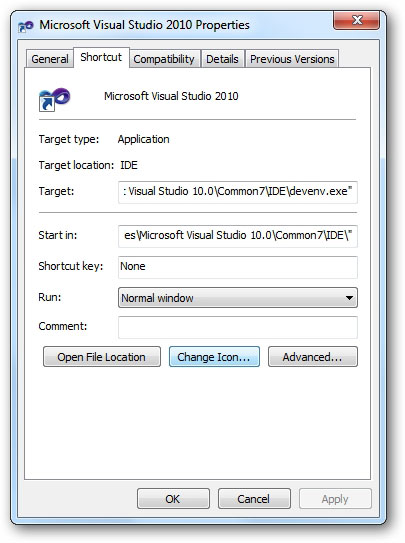 Microsoft Visual Studio 2010 Properties
General Shortcut Compatibility Details Previous Versions
Microsoft Visual Studio 2010
Target type: Application
Target location: IDE
Target: : Visual Studio 10.0\Common7\IDE\devenv.exe"
Start in: es\Microsoft Visual Studio 10.0\Common7\IDE\"
Shortcut key: None
Run: Normal window
Comment:
Open File Location Change Icon... Advanced...
OK Cancel Apply